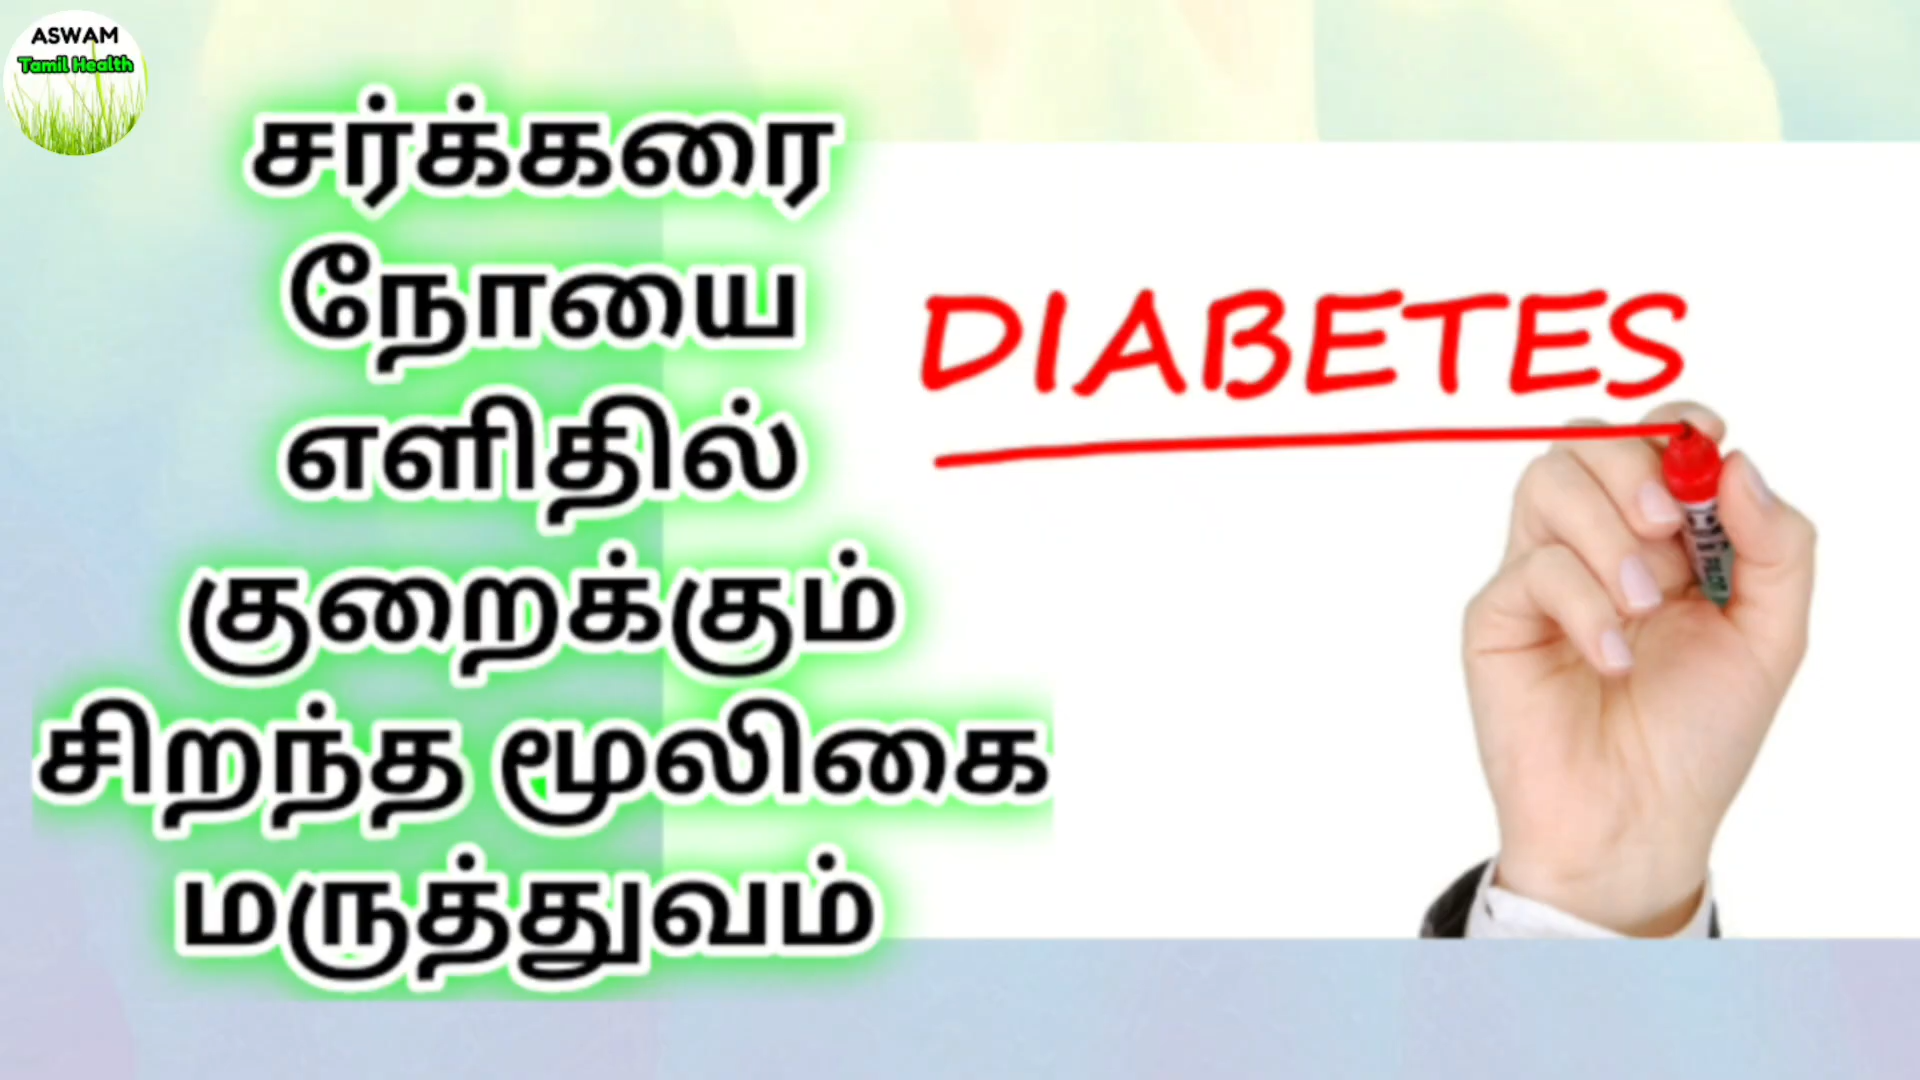 ASWAM
Tamil Health
சர்க்கரை
நோயை
எளிதில்
குறைக்கும்
சிறந்த மூலிகை
மருத்துவம்
DIABETES